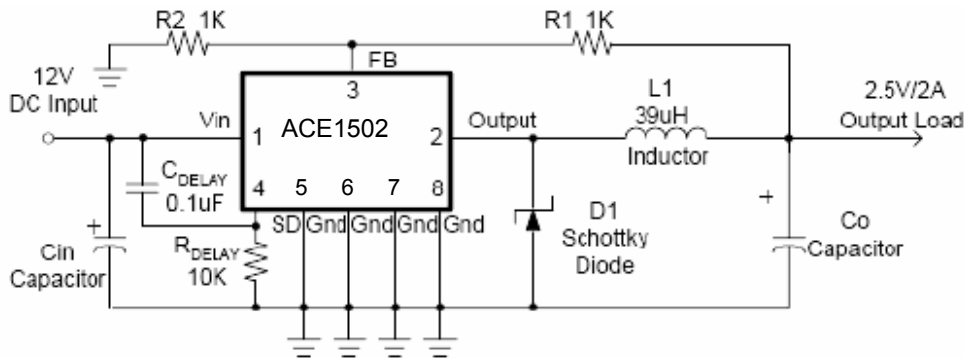 R2 1K
R1 1K
FB
3
12V
DC Input
Vin
1
ACE1502
2
Output
L1
39uH
Inductor
2.5V/2A
Output Load
CDELAY
0.1uF
4
5
6
7
8
SD Gnd Gnd Gnd Gnd
+
Cin
Capacitor
RDELAY
10K
D1
Schottky
Diode
+
Co
Capacitor